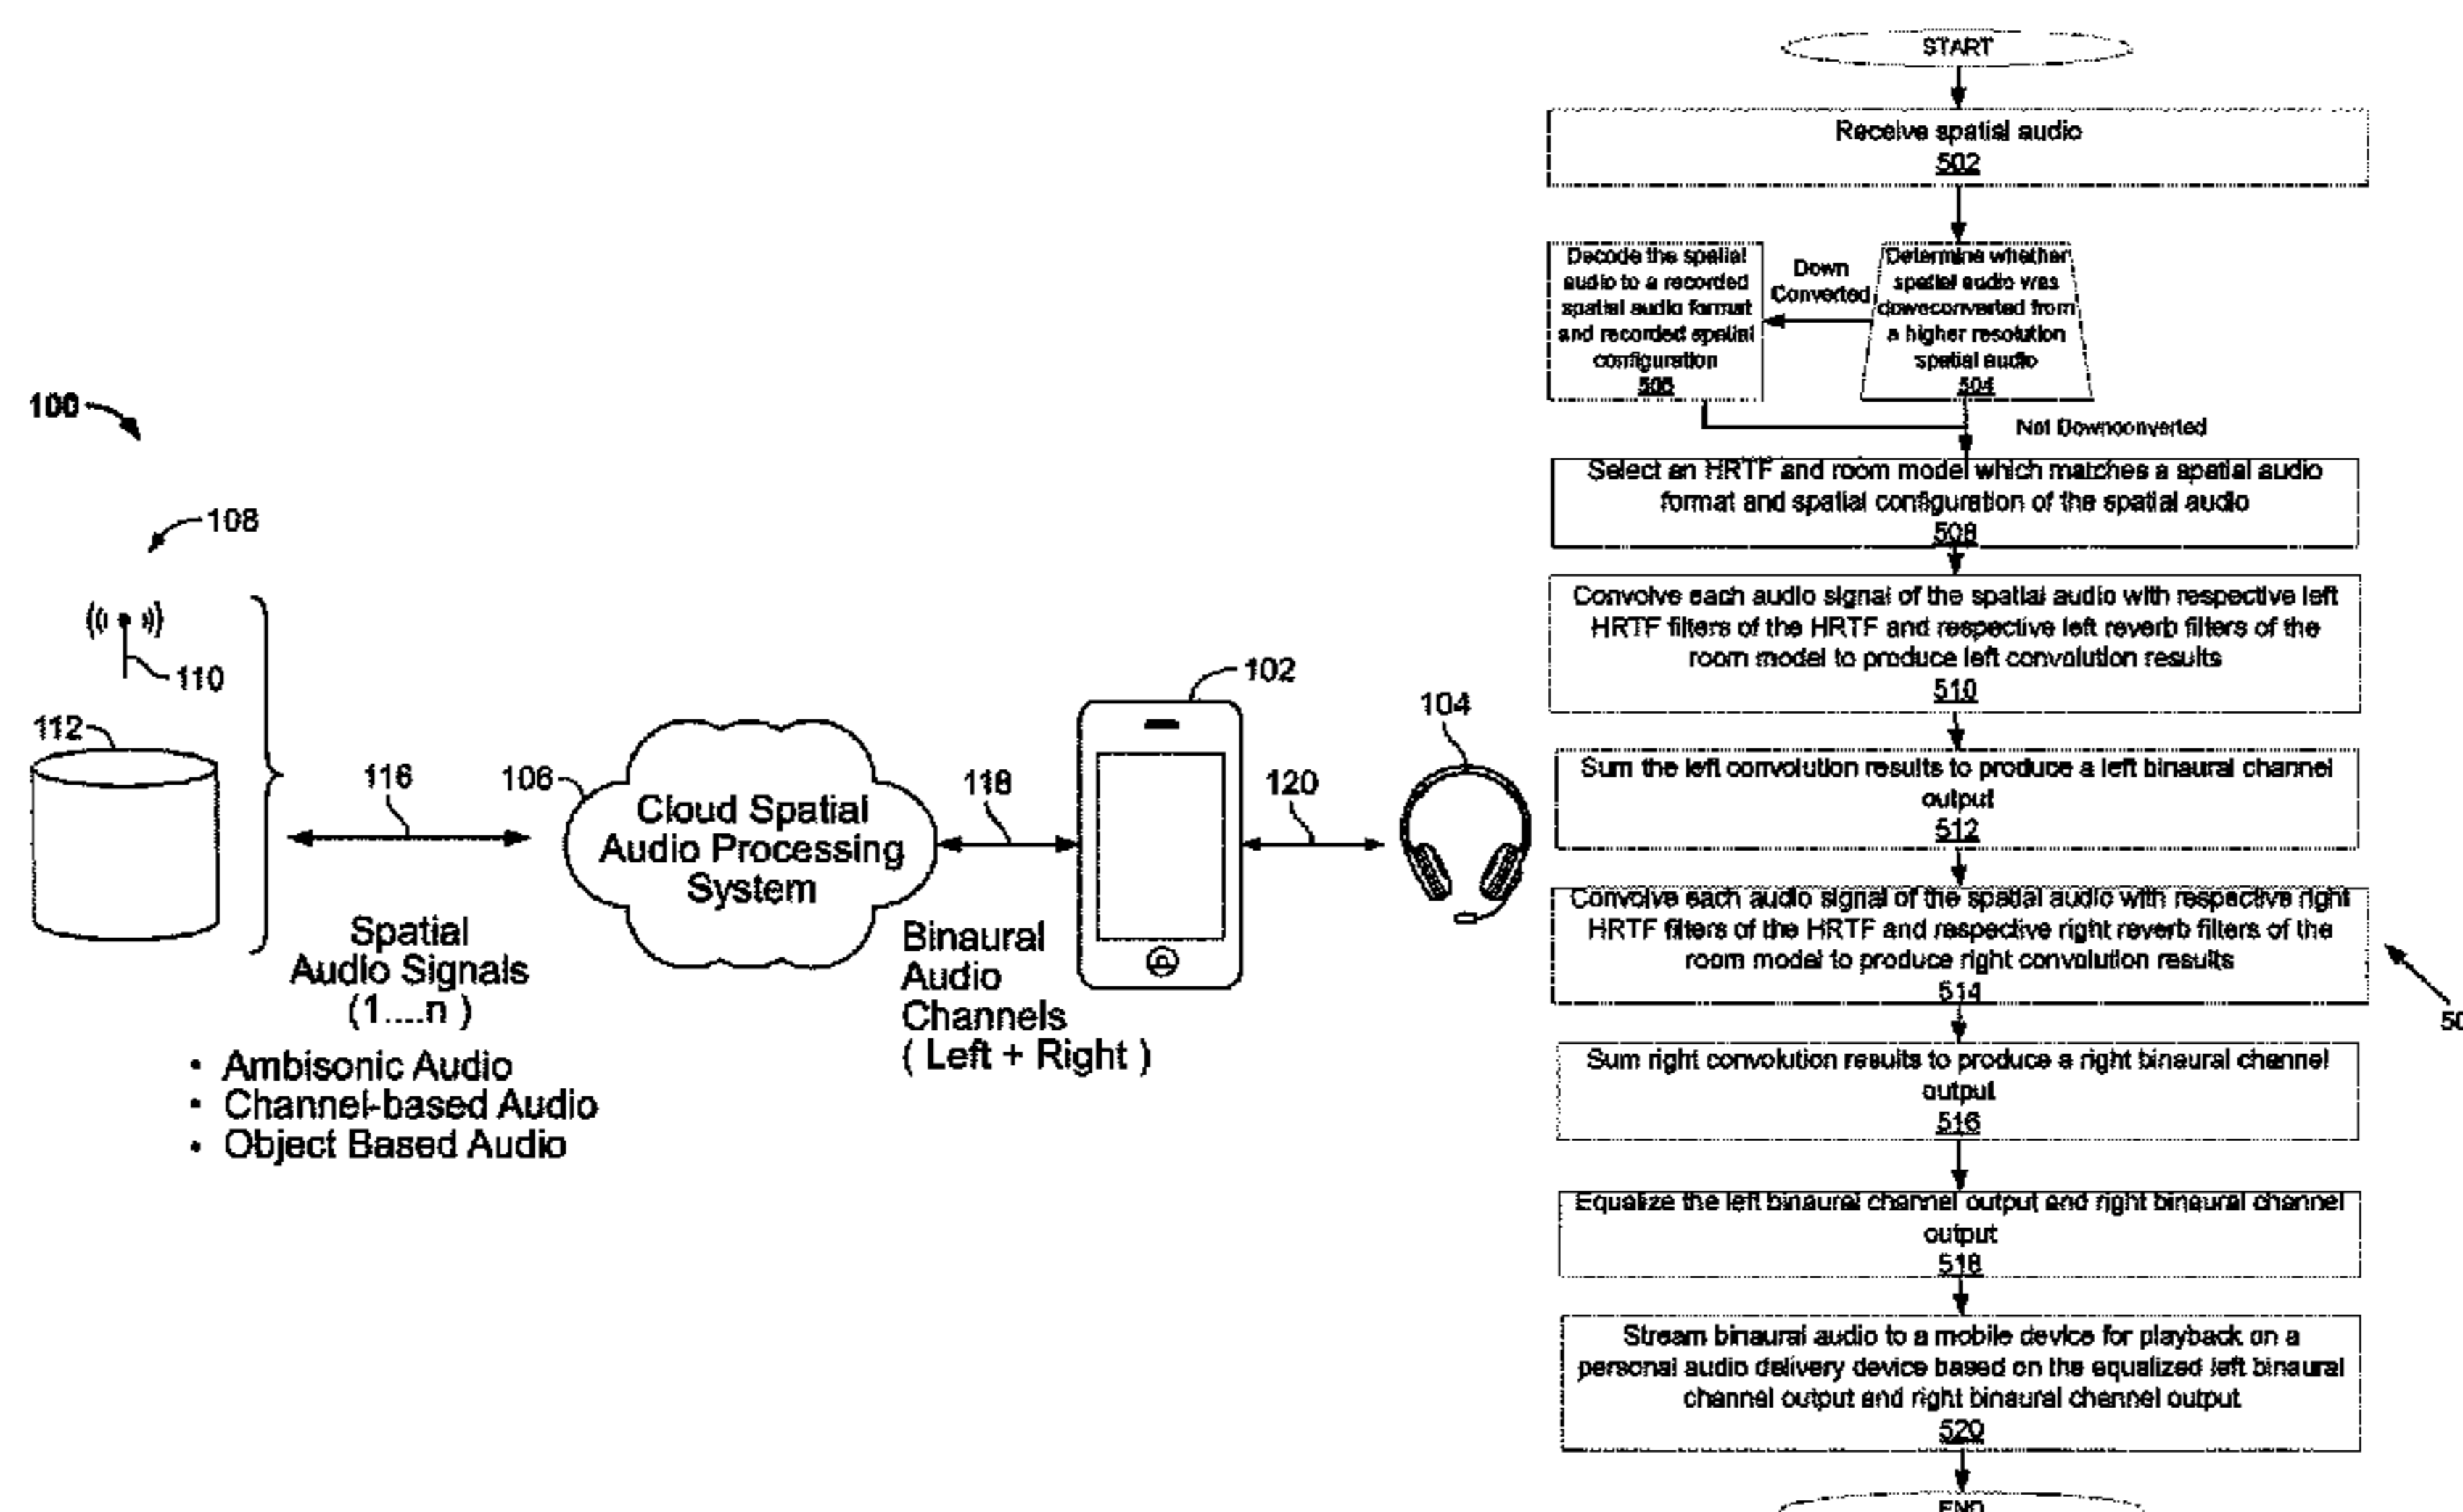 100
108
110
112
116
Spatial
Audio Signals
(1....n )
• Ambisonic Audio
• Channel-based Audio
• Object Based Audio
106
Cloud Spatial
Audio Processing
System
118
Binaural
Audio
Channels
( Left + Right )
102
120
104
START
Receive spatial audio
502
Determine whether
spatial audio was
downconverted from
a higher resolution
spatial audio
504
Down
Converted
Decode the spatial
audio to a recorded
spatial audio format
and recorded spatial
configuration
506
Not Downconverted
Select an HRTF and room model which matches a spatial audio
format and spatial configuration of the spatial audio
508
Convolve each audio signal of the spatial audio with respective left
HRTF filters of the HRTF and respective left reverb filters of the
room model to produce left convolution results
510
Sum the left convolution results to produce a left binaural channel
output
512
Convolve each audio signal of the spatial audio with respective right
HRTF filters of the HRTF and respective right reverb filters of the
room model to produce right convolution results
514
Sum right convolution results to produce a right binaural channel
output
516
Equalize the left binaural channel output and right binaural channel
output
518
Stream binaural audio to a mobile device for playback on a
personal audio delivery device based on the equalized left binaural
channel output and right binaural channel output
520
END